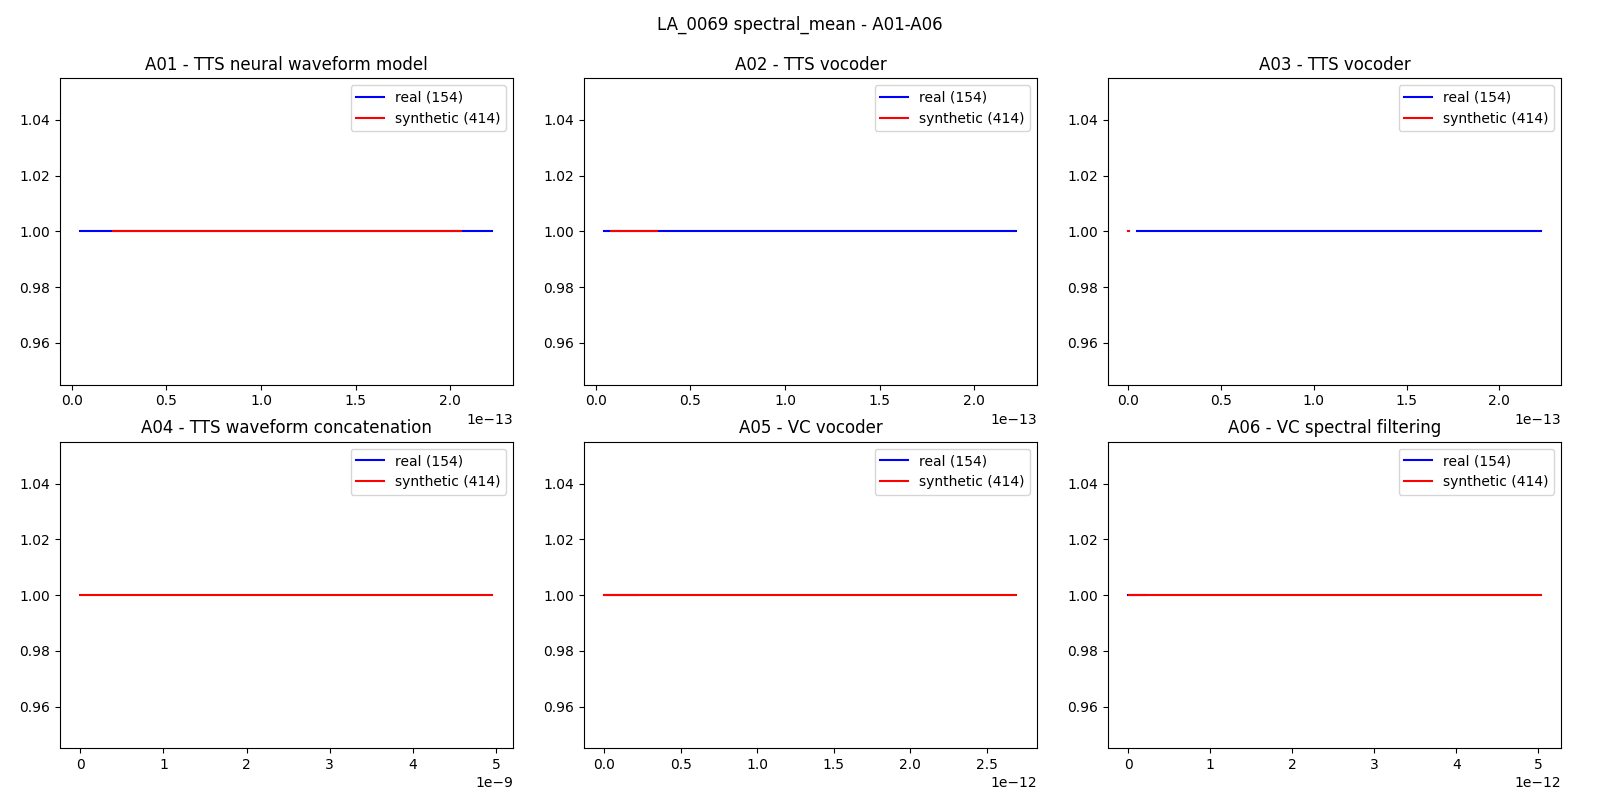 LA_0069 spectral_mean - A01-A06
A01 - TTS neural waveform model
real (154)
synthetic (414)
1.04
1.02
1.00
0.98
0.96
0.0 0.5 1.0 1.5 2.0
1e−13
A02 - TTS vocoder
real (154)
synthetic (414)
1.04
1.02
1.00
0.98
0.96
0.0 0.5 1.0 1.5 2.0
1e−13
A03 - TTS vocoder
real (154)
synthetic (414)
1.04
1.02
1.00
0.98
0.96
0.0 0.5 1.0 1.5 2.0
1e−13
A04 - TTS waveform concatenation
real (154)
synthetic (414)
1.04
1.02
1.00
0.98
0.96
0 1 2 3 4 5
1e−9
A05 - VC vocoder
real (154)
synthetic (414)
1.04
1.02
1.00
0.98
0.96
0.0 0.5 1.0 1.5 2.0 2.5
1e−12
A06 - VC spectral filtering
real (154)
synthetic (414)
1.04
1.02
1.00
0.98
0.96
0 1 2 3 4 5
1e−12